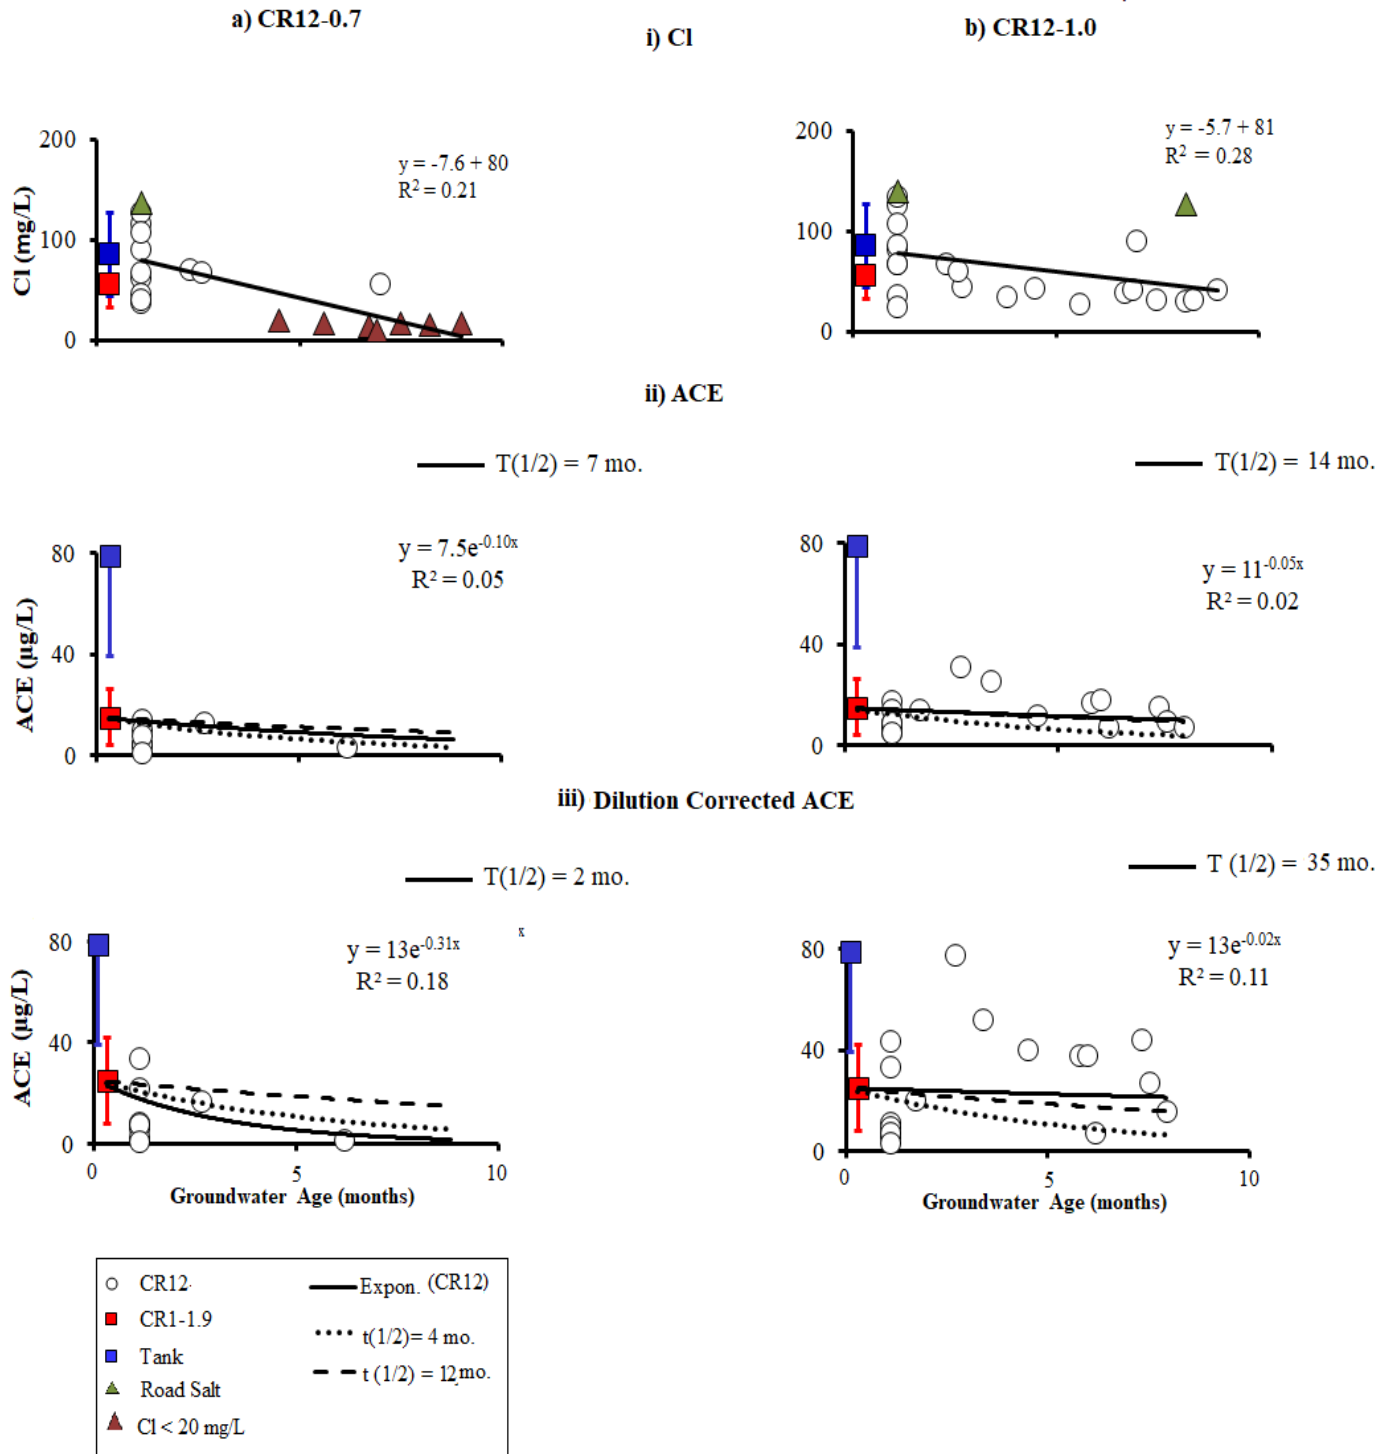 a) CR12-0.7
i) Cl
b) CR12-1.0
200
100
0
Cl (mg/L)
y = -7.6 + 80
R² = 0.21
200
100
0
y = -5.7 + 81
R² = 0.28
ii) ACE
T(1/2) = 7 mo.
T(1/2) = 14 mo.
80
40
0
ACE (µg/L)
y = 7.5e^-0.10x
R² = 0.05
80
40
0
y = 11^-0.05x
R² = 0.02
iii) Dilution Corrected ACE
T(1/2) = 2 mo.
T (1/2) = 35 mo.
80
40
0
ACE (µg/L)
y = 13e^-0.31x
x
R² = 0.18
0
5
10
Groundwater Age (months)
80
40
0
y = 13e^-0.02x
R² = 0.11
0
5
10
Groundwater Age (months)
CR12
Expon. (CR12)
CR1-1.9
t(1/2)= 4 mo.
Tank
t (1/2) = 12 mo.
Road Salt
Cl < 20 mg/L